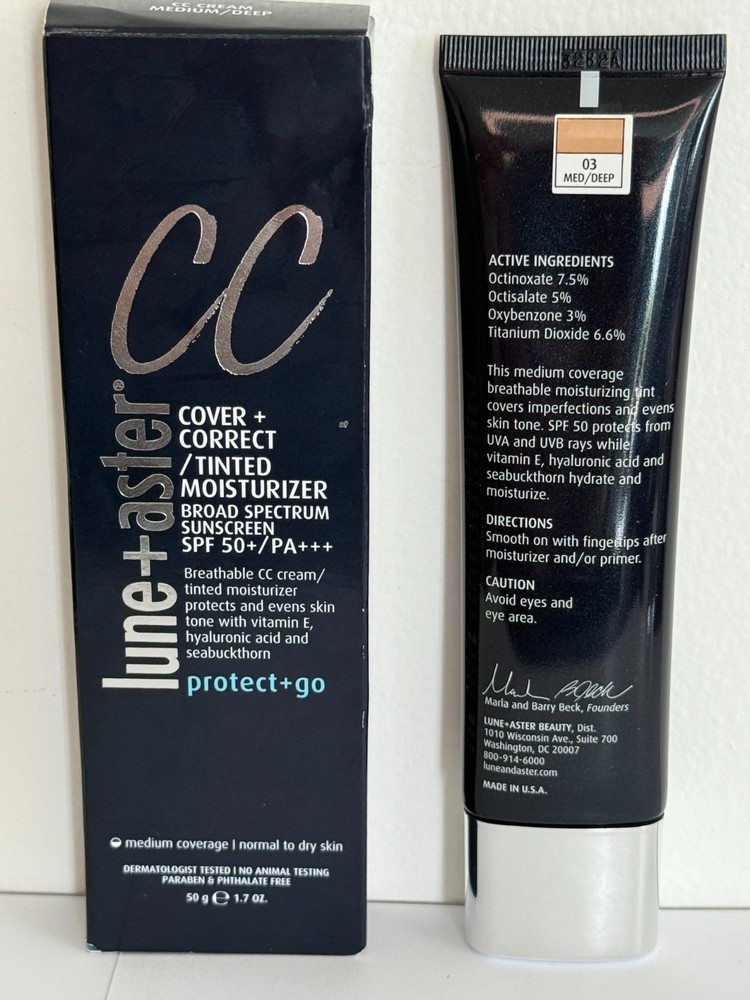 CC CREAM
MEDIUM/DEEP
CC
lune+aster®
COVER +
CORRECT
/TINTED
MOISTURIZER
BROAD SPECTRUM
SUNSCREEN
SPF 50+/PA+++
Breathable CC cream/
tinted moisturizer
protects and evens skin
tone with vitamin E,
hyaluronic acid and
seabuckthorn
protect+go
medium coverage | normal to dry skin
DERMATOLOGIST TESTED | NO ANIMAL TESTING
PARABEN & PHTHALATE FREE
50 g e 1.7 OZ.
3282A
03
MED/DEEP
ACTIVE INGREDIENTS
Octinoxate 7.5%
Octisalate 5%
Oxybenzone 3%
Titanium Dioxide 6.6%
This medium coverage
breathable moisturizing tint
covers imperfections and evens
skin tone. SPF 50 protects from
UVA and UVB rays while
vitamin E, hyaluronic acid and
seabuckthorn hydrate and
moisturize.
DIRECTIONS
Smooth on with fingertips after
moisturizer and/or primer.
CAUTION
Avoid eyes and
eye area.
Marla and Barry Beck, Founders
LUNE+ASTER BEAUTY, Dist.
1010 Wisconsin Ave., Suite 700
Washington, DC 20007
800-914-6000
luneandaster.com
MADE IN U.S.A.